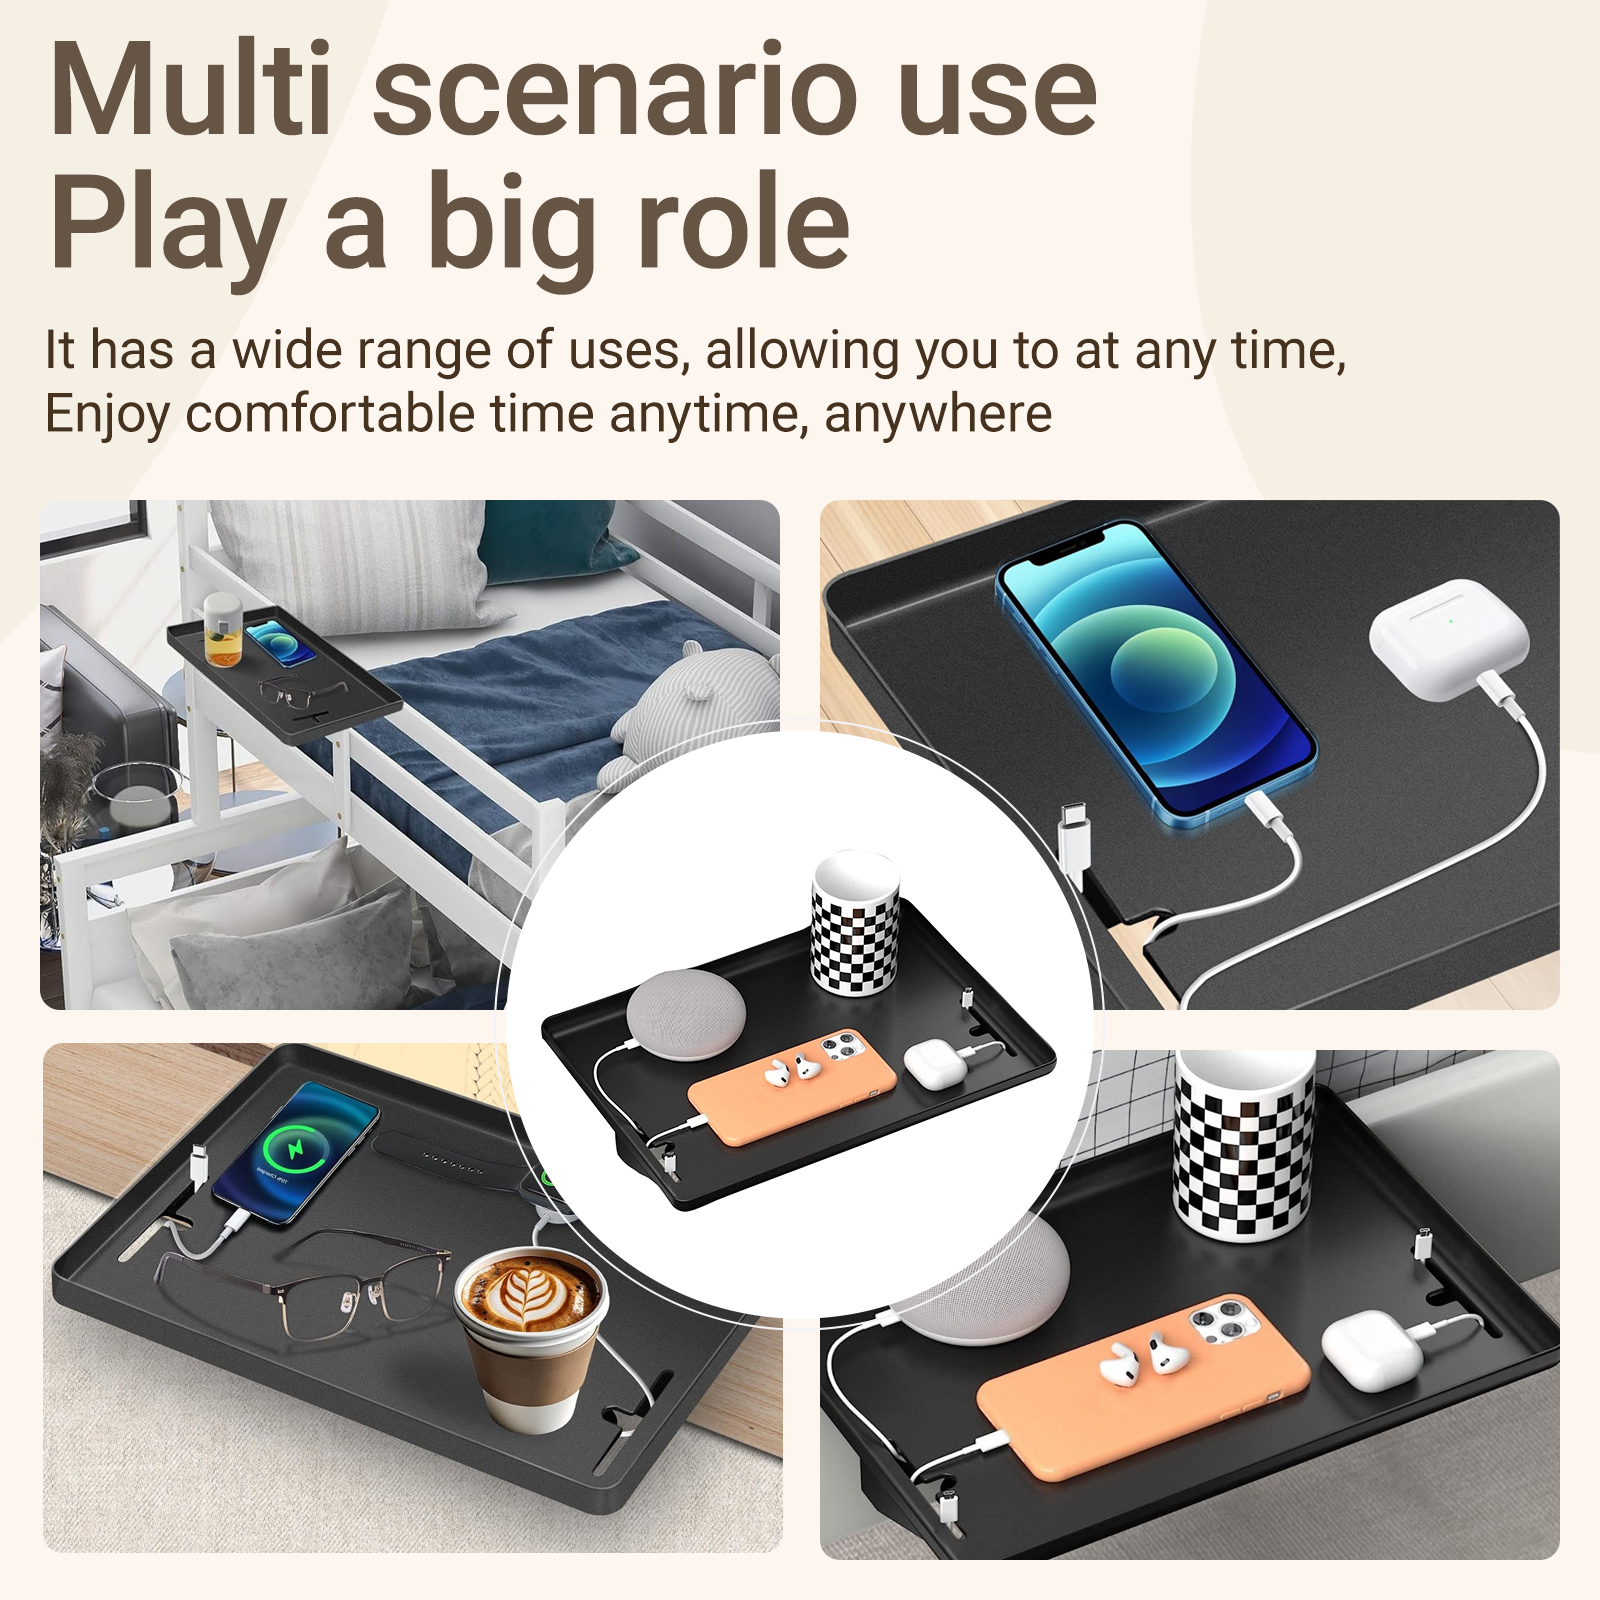 Multi scenario use
Play a big role
It has a wide range of uses, allowing you to at any time,
Enjoy comfortable time anytime, anywhere